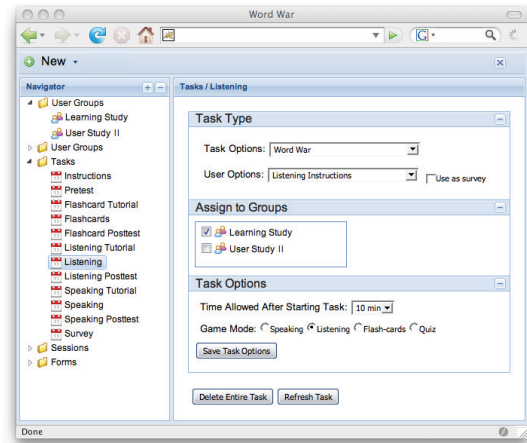 Word War
G
New
Navigator
Tasks / Listening
User Groups
Learning Study
User Study II
User Groups
Tasks
Instructions
Pretest
Flashcard Tutorial
Flashcards
Flashcard Posttest
Listening Tutorial
Listening
Listening Posttest
Speaking Tutorial
Speaking
Speaking Posttest
Survey
Sessions
Forms
Task Type
Task Options: Word War
User Options: Listening Instructions Use as survey
Assign to Groups
Learning Study
User Study II
Task Options
Time Allowed After Starting Task: 10 min
Game Mode: Speaking Listening Flash-cards Quiz
Save Task Options
Delete Entire Task Refresh Task
Done